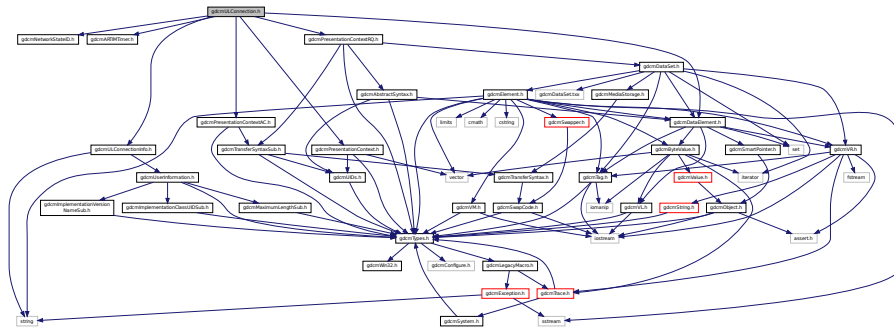 gdcmULConnection.h
gdcmNetworkStateID.h
gdcmARTIMTimer.h
gdcmPresentationContextRQ.h
gdcmDataSet.h
gdcmAbstractSyntax.h
gdcmElement.h
gdcmDataSet.txx
gdcmMediaStorage.h
gdcmPresentationContextAC.h
limits
cmath
cstring
gdcmSwapper.h
gdcmDataElement.h
gdcmULConnectionInfo.h
gdcmTransferSyntaxSub.h
gdcmPresentationContext.h
gdcmByteValue.h
gdcmSmartPointer.h
set
gdcmVR.h
gdcmUserInformation.h
gdcmUIDs.h
vector
gdcmTransferSyntax.h
gdcmTag.h
gdcmValue.h
iterator
fstream
gdcmImplementationVersion
NameSub.h
gdcmImplementationClassUIDSub.h
gdcmMaximumLengthSub.h
gdcmVM.h
gdcmSwapCode.h
iomanip
gdcmVL.h
gdcmString.h
gdcmObject.h
gdcmTypes.h
iostream
assert.h
gdcmWin32.h
gdcmConfigure.h
gdcmLegacyMacro.h
gdcmException.h
gdcmTrace.h
string
gdcmSystem.h
sstream